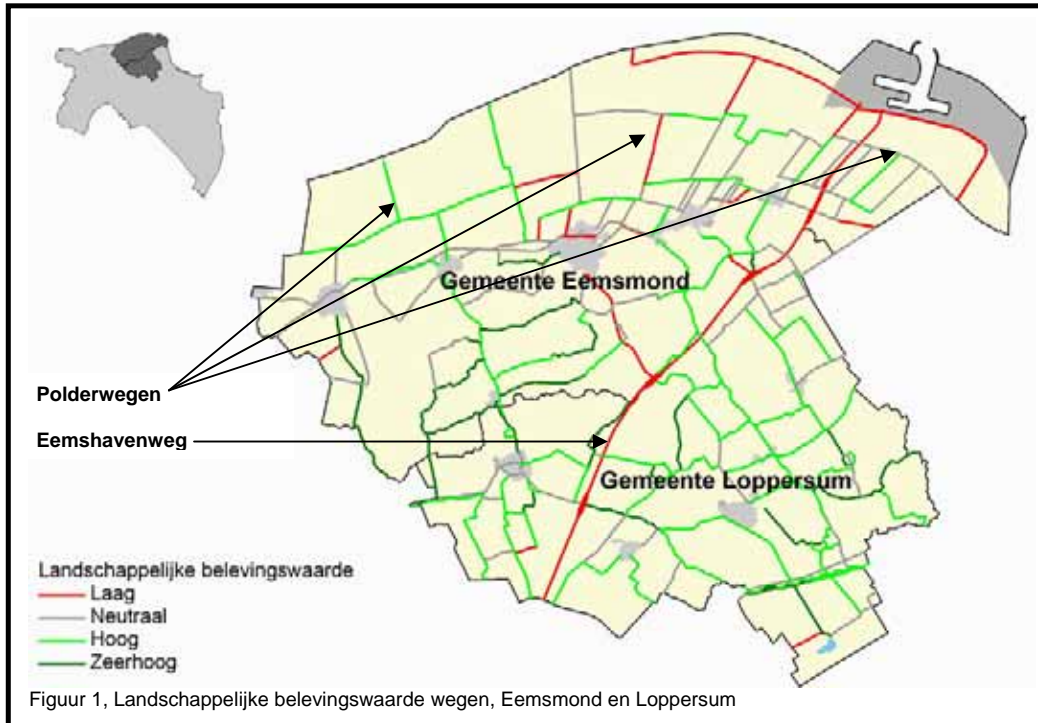 Gemeente Eemsmond
Polderwegen
Eemshavenweg
Gemeente Loppersum
Landschappelijke belevingswaarde
Laag
Neutraal
Hoog
Zeerhoog
Figuur 1, Landschappelijke belevingswaarde wegen, Eemsmond en Loppersum